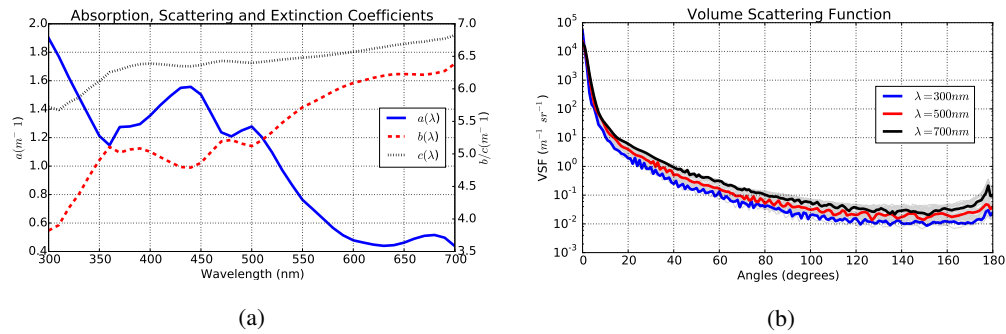 Absorption, Scattering and Extinction Coefficients
2.0
1.8
1.6
1.4
1.2
1.0
0.8
0.6
0.4
a(m⁻1)
7.0
6.5
6.0
5.5
5.0
4.5
4.0
3.5
b/c(m⁻1)
a(λ)
b(λ)
c(λ)
300 350 400 450 500 550 600 650 700
Wavelength (nm)
(a)
Volume Scattering Function
10⁵
10⁴
10³
10²
10¹
10⁰
10⁻¹
10⁻²
10⁻³
VSF (m⁻¹ sr⁻¹)
λ=300nm
λ=500nm
λ=700nm
0 20 40 60 80 100 120 140 160 180
Angles (degrees)
(b)